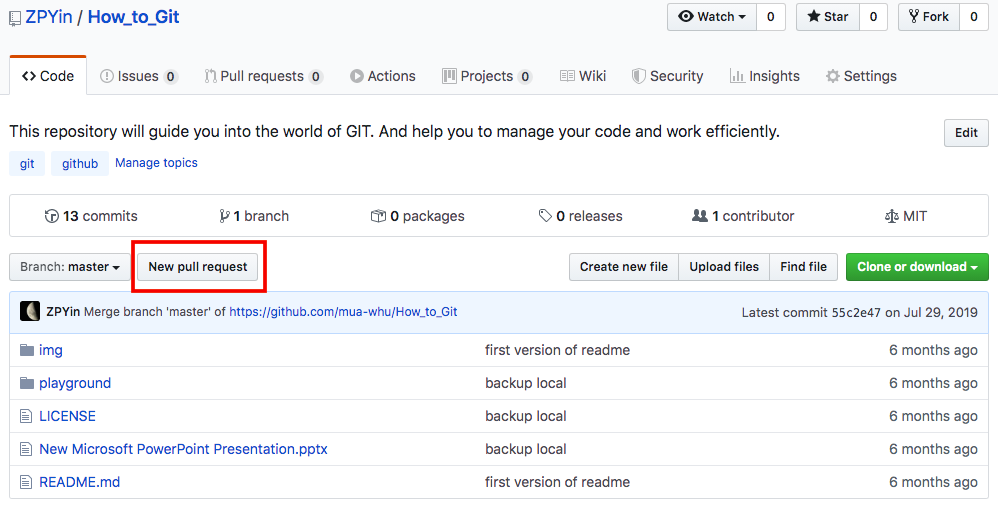 ZPYin / How_to_Git
Watch 0 Star 0 Fork 0
Code Issues 0 Pull requests 0 Actions Projects 0 Wiki Security Insights Settings
This repository will guide you into the world of GIT. And help you to manage your code and work efficiently. Edit
git github Manage topics
13 commits 1 branch 0 packages 0 releases 1 contributor MIT
Branch: master New pull request Create new file Upload files Find file Clone or download
ZPYin Merge branch 'master' of https://github.com/mua-whu/How_to_Git Latest commit 55c2e47 on Jul 29, 2019
img first version of readme 6 months ago
playground backup local 6 months ago
LICENSE backup local 6 months ago
New Microsoft PowerPoint Presentation.pptx backup local 6 months ago
README.md first version of readme 6 months ago